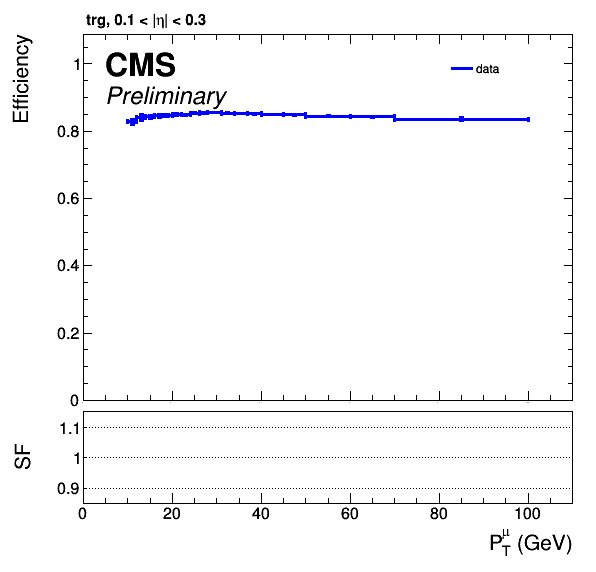 trg, 0.1 < |η| < 0.3
CMS
Preliminary
data
Efficiency
1
0.8
0.6
0.4
0.2
0
SF
1.1
1
0.9
0 20 40 60 80 100
P_T^μ (GeV)